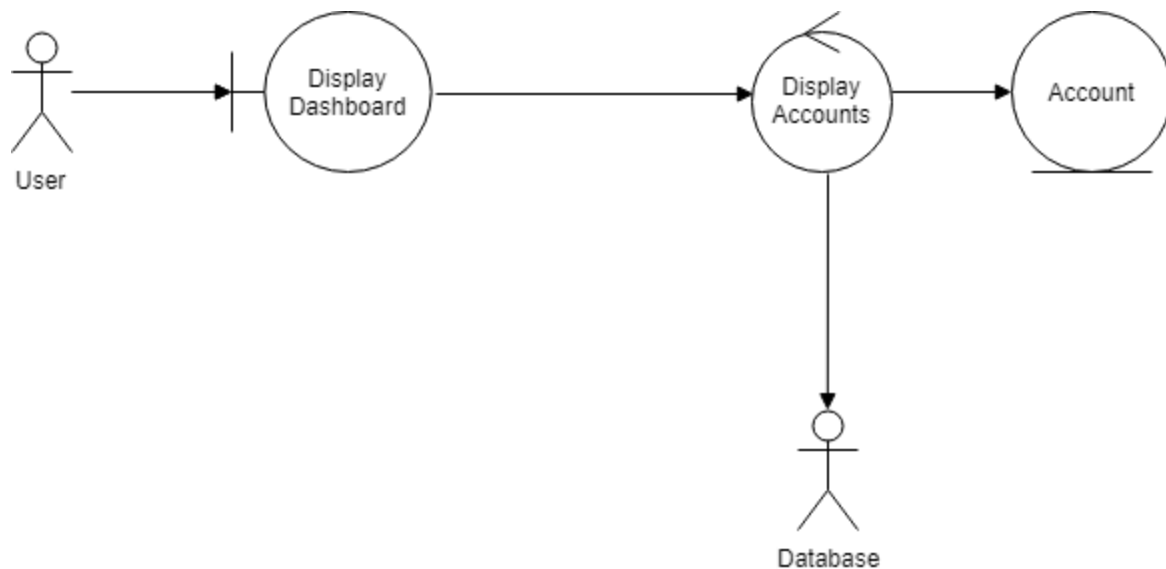 Display
Dashboard
Display
Accounts
Account
User
Database